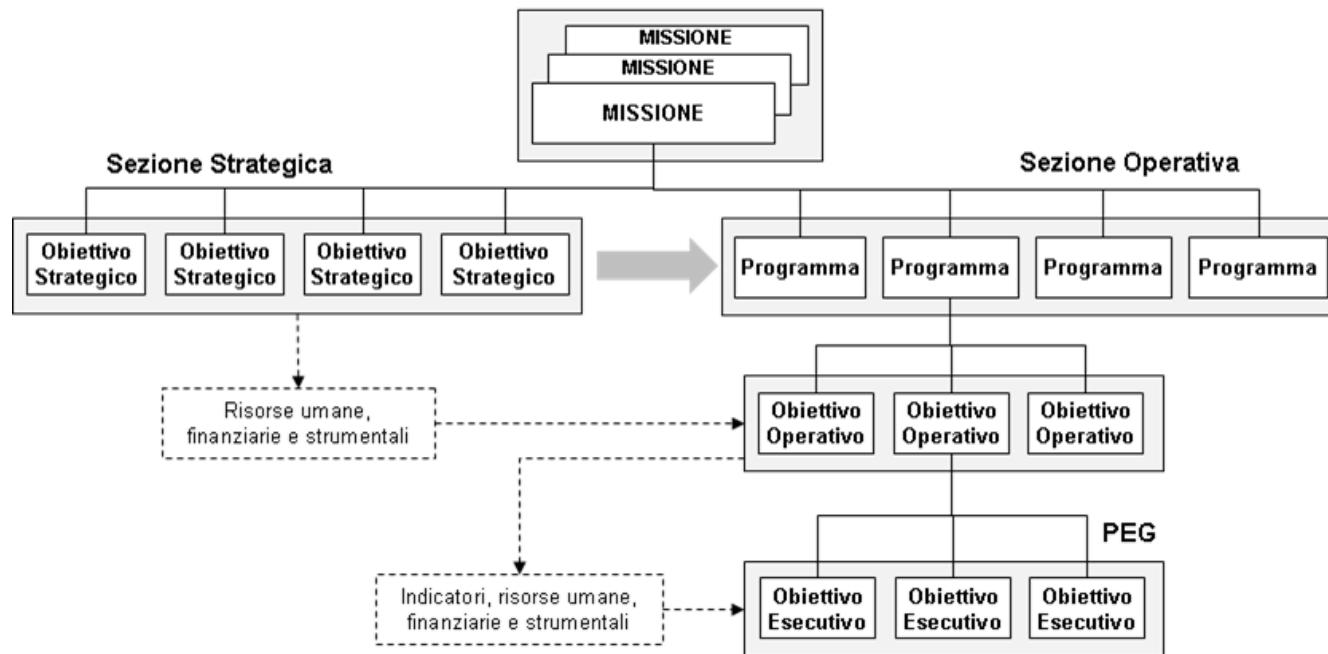 MISSIONE
MISSIONE
MISSIONE
Sezione Strategica
Sezione Operativa
Obiettivo
Strategico
Obiettivo
Strategico
Obiettivo
Strategico
Obiettivo
Strategico
Programma
Programma
Programma
Programma
Risorse umane,
finanziarie e strumentali
Obiettivo
Operativo
Obiettivo
Operativo
Obiettivo
Operativo
PEG
Indicatori, risorse umane,
finanziarie e strumentali
Obiettivo
Esecutivo
Obiettivo
Esecutivo
Obiettivo
Esecutivo